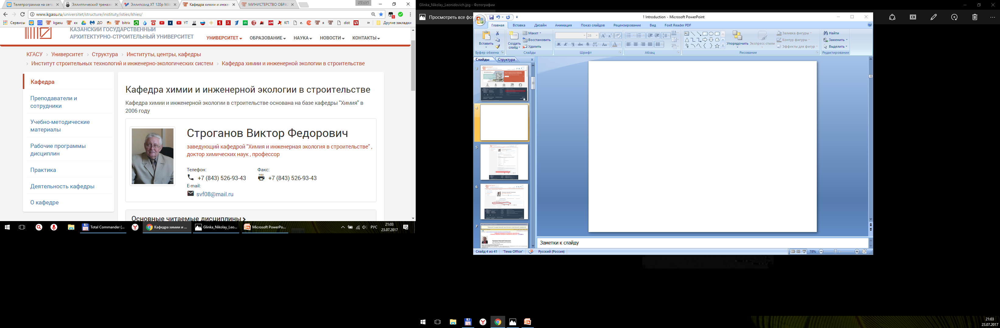 Телепрограмма на сего
Эллиптический тренаж
Эллипсоид XT 120p MA
Кафедра химии и инже
МИНИСТЕРСТВО ОБРАЗ
Nikolai
www.kgasu.ru/universitet/structure/instituty/isties/khies/
Сервисы
kgasu
кх
ДО
bitrix
УТ
КП
е.
я
dist
»
Другие закладки
КАЗАНСКИЙ ГОСУДАРСТВЕННЫЙ
АРХИТЕКТУРНО-СТРОИТЕЛЬНЫЙ УНИВЕРСИТЕТ
УНИВЕРСИТЕТ ОБРАЗОВАНИЕ НАУКА НОВОСТИ КОНТАКТЫ
КГАСУ > Университет > Структура > Институты, центры, кафедры
> Институт строительных технологий и инженерно-экологических систем > Кафедра химии и инженерной экологии в строительстве
Кафедра
Преподаватели и
сотрудники
Учебно-методические
материалы
Рабочие программы
дисциплин
Практика
Деятельность кафедры
О кафедре
Кафедра химии и инженерной экологии в строительстве
Кафедра химии и инженерной экологии в строительстве основана на базе кафедры "Химия" в
2006 году
Строганов Виктор Федорович
заведующий кафедрой "Химия и инженерная экология в строительстве" ,
доктор химических наук , профессор
Телефон: Факс:
+7 (843) 526-93-43 +7 (843) 526-93-43
E-mail:
svf08@mail.ru
Основные читаемые дисциплины
Total Commander (...
Кафедра химии и ...
Glinka_Nikolay_Leo...
Microsoft PowerPo...
РУС
21:03
23.07.2017
Glinka_Nikolay_Leonidovich.jpg - Фотографии
Просмотреть все фот
1 Introduction - Microsoft PowerPoint
Главная Вставка Дизайн Анимация Показ слайдов Рецензирование Вид Foxit Reader PDF
Вставить
Буфер обмена
Создать
слайд
Макет
Восстановить
Удалить
Слайды
28
Ж К Ч abc S AV Aa A
Шрифт
Абзац
Упорядочить
Экспресс-стили
Заливка фигуры
Контур фигуры
Эффекты для фигур
Рисование
Найти
Заменить
Выделить
Редактирование
Слайды Структура
3
4
5
6
7
Заметки к слайду
Слайд 4 из 41
"Тема Office"
Русский (Россия)
78%
21:03
23.07.2017